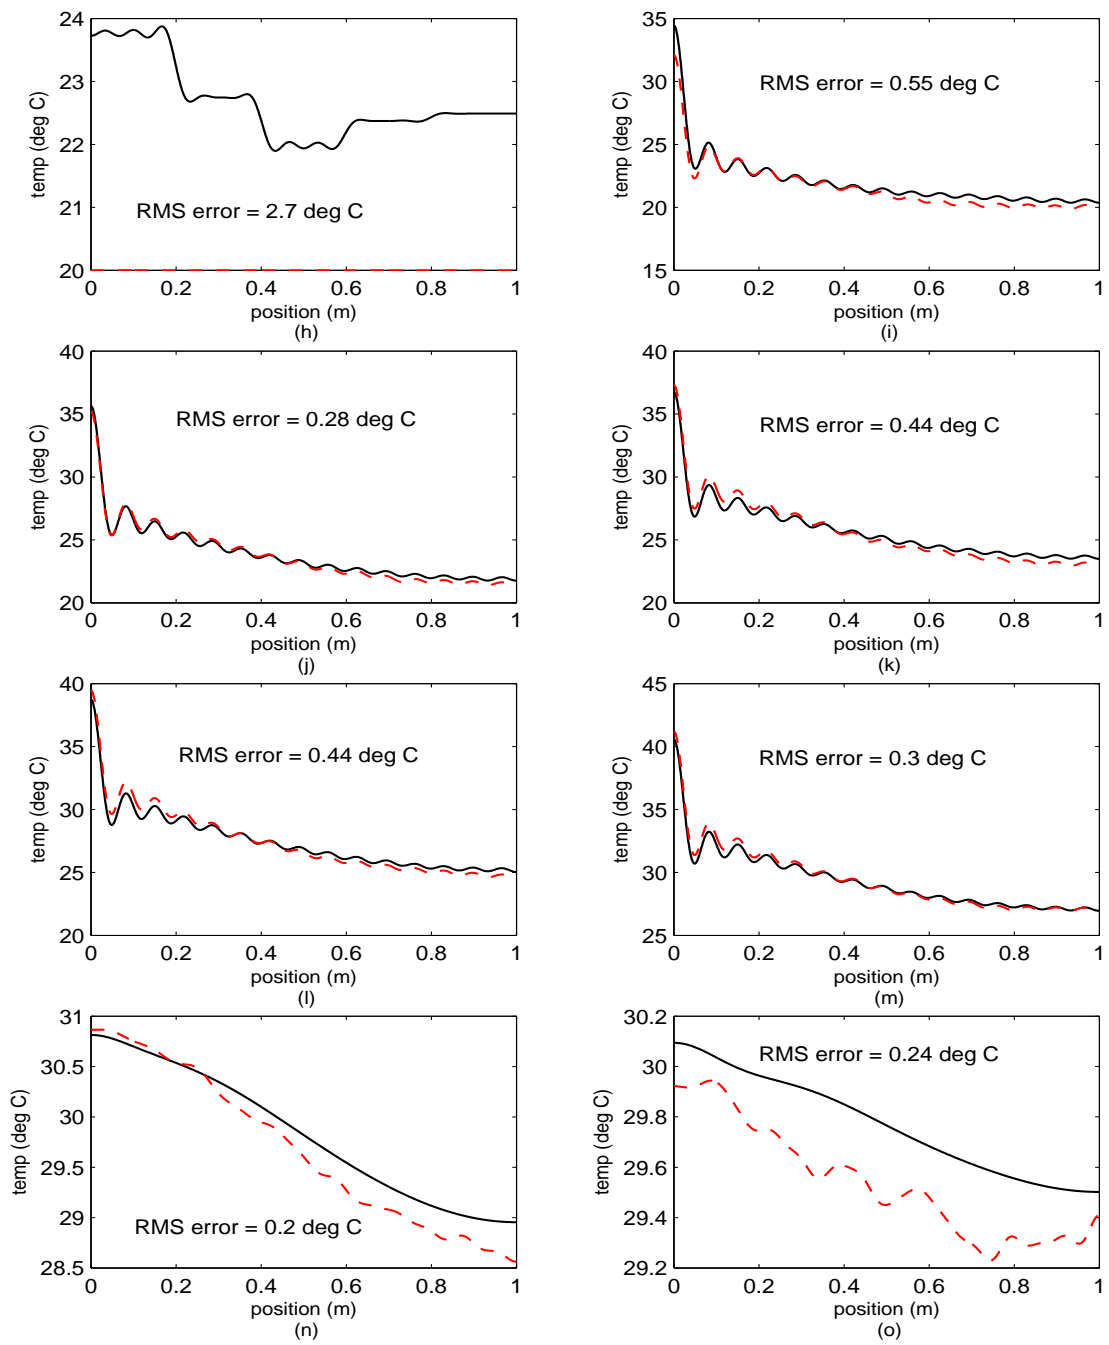 24
23
22
21
20
temp (deg C)
RMS error = 2.7 deg C
0 0.2 0.4 0.6 0.8 1
position (m)
(h)
35
30
25
20
15
temp (deg C)
RMS error = 0.55 deg C
0 0.2 0.4 0.6 0.8 1
position (m)
(i)
40
35
30
25
20
temp (deg C)
RMS error = 0.28 deg C
0 0.2 0.4 0.6 0.8 1
position (m)
(j)
40
35
30
25
20
temp (deg C)
RMS error = 0.44 deg C
0 0.2 0.4 0.6 0.8 1
position (m)
(k)
40
35
30
25
20
temp (deg C)
RMS error = 0.44 deg C
0 0.2 0.4 0.6 0.8 1
position (m)
(l)
45
40
35
30
25
temp (deg C)
RMS error = 0.3 deg C
0 0.2 0.4 0.6 0.8 1
position (m)
(m)
31
30.5
30
29.5
29
28.5
temp (deg C)
RMS error = 0.2 deg C
0 0.2 0.4 0.6 0.8 1
position (m)
(n)
30.2
30
29.8
29.6
29.4
29.2
temp (deg C)
RMS error = 0.24 deg C
0 0.2 0.4 0.6 0.8 1
position (m)
(o)